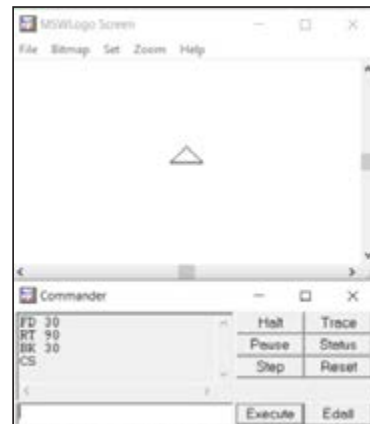 MSWLogo Screen
File Bitmap Set Zoom Help
Commander
FD 30
RT 90
BK 30
CS
Halt Trace
Pause Status
Step Reset
Execute Edall